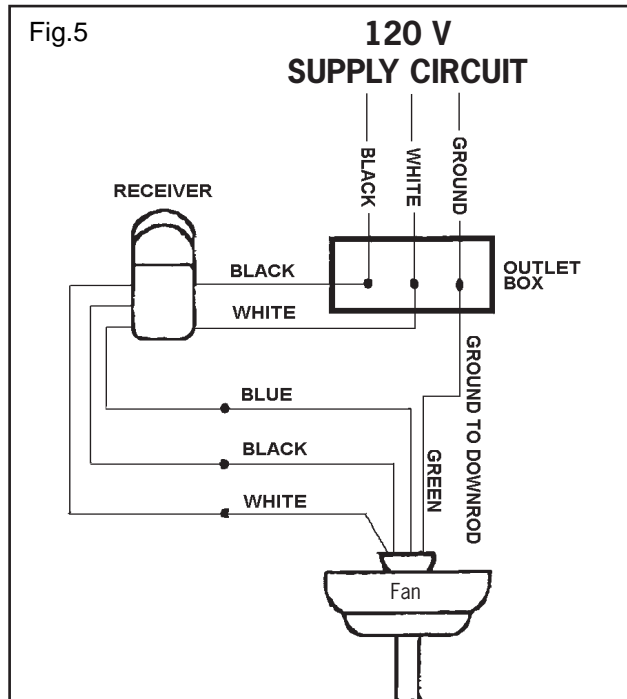 Fig.5
120 V
SUPPLY CIRCUIT
BLACK
WHITE
GROUND
RECEIVER
OUTLET
BOX
BLACK
WHITE
BLUE
BLACK
WHITE
GREEN
GROUND TO DOWNROD
Fan